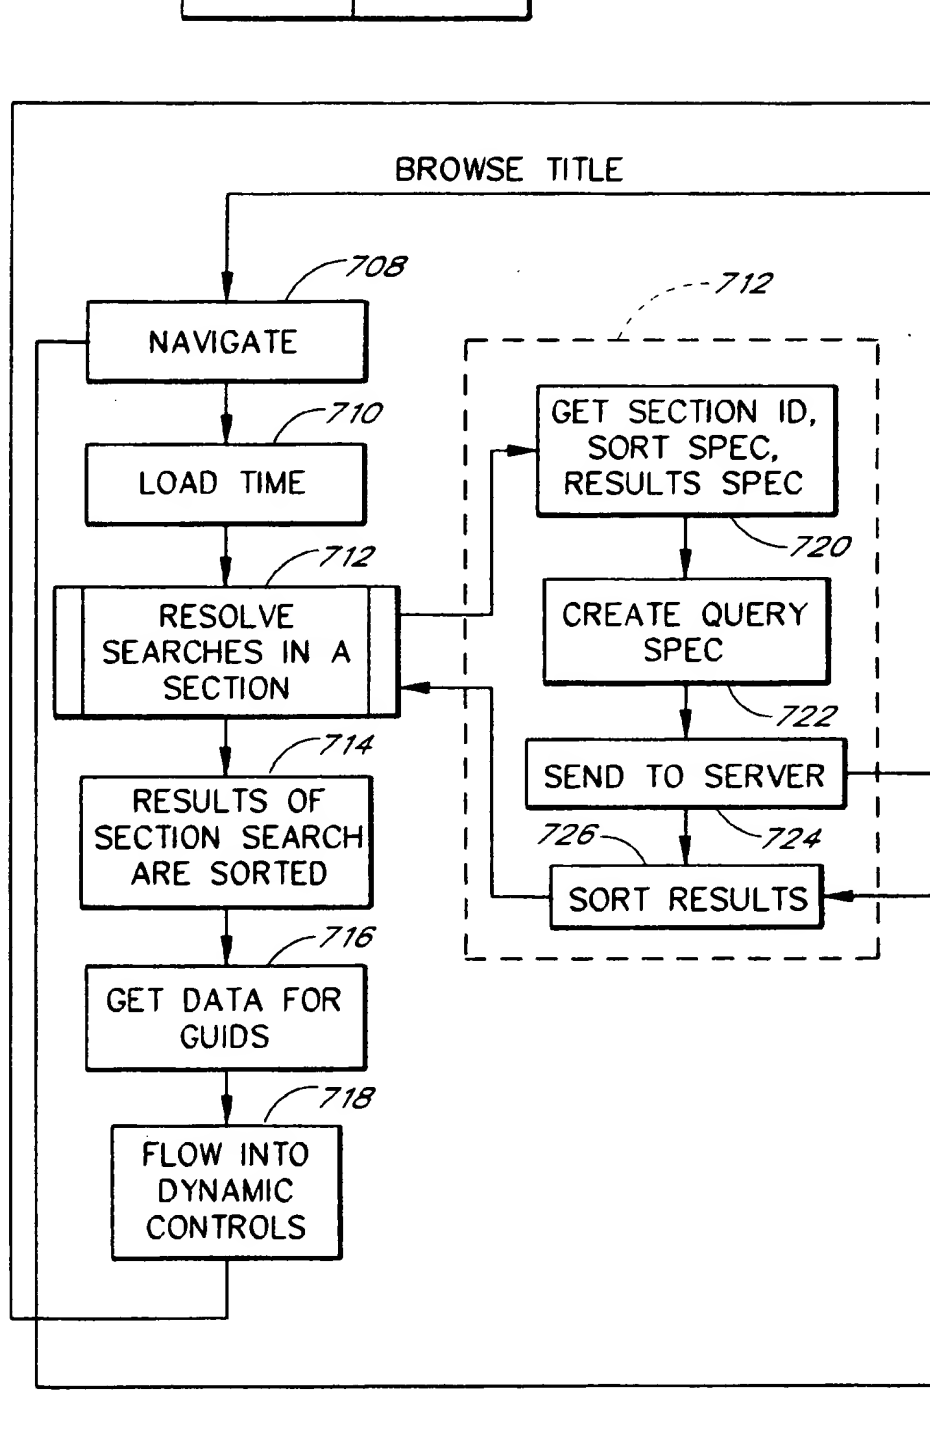 BROWSE TITLE
708
NAVIGATE
710
LOAD TIME
712
RESOLVE
SEARCHES IN A
SECTION
714
RESULTS OF
SECTION SEARCH
ARE SORTED
716
GET DATA FOR
GUIDS
718
FLOW INTO
DYNAMIC
CONTROLS
712
GET SECTION ID,
SORT SPEC,
RESULTS SPEC
720
CREATE QUERY
SPEC
722
SEND TO SERVER
724
726
SORT RESULTS